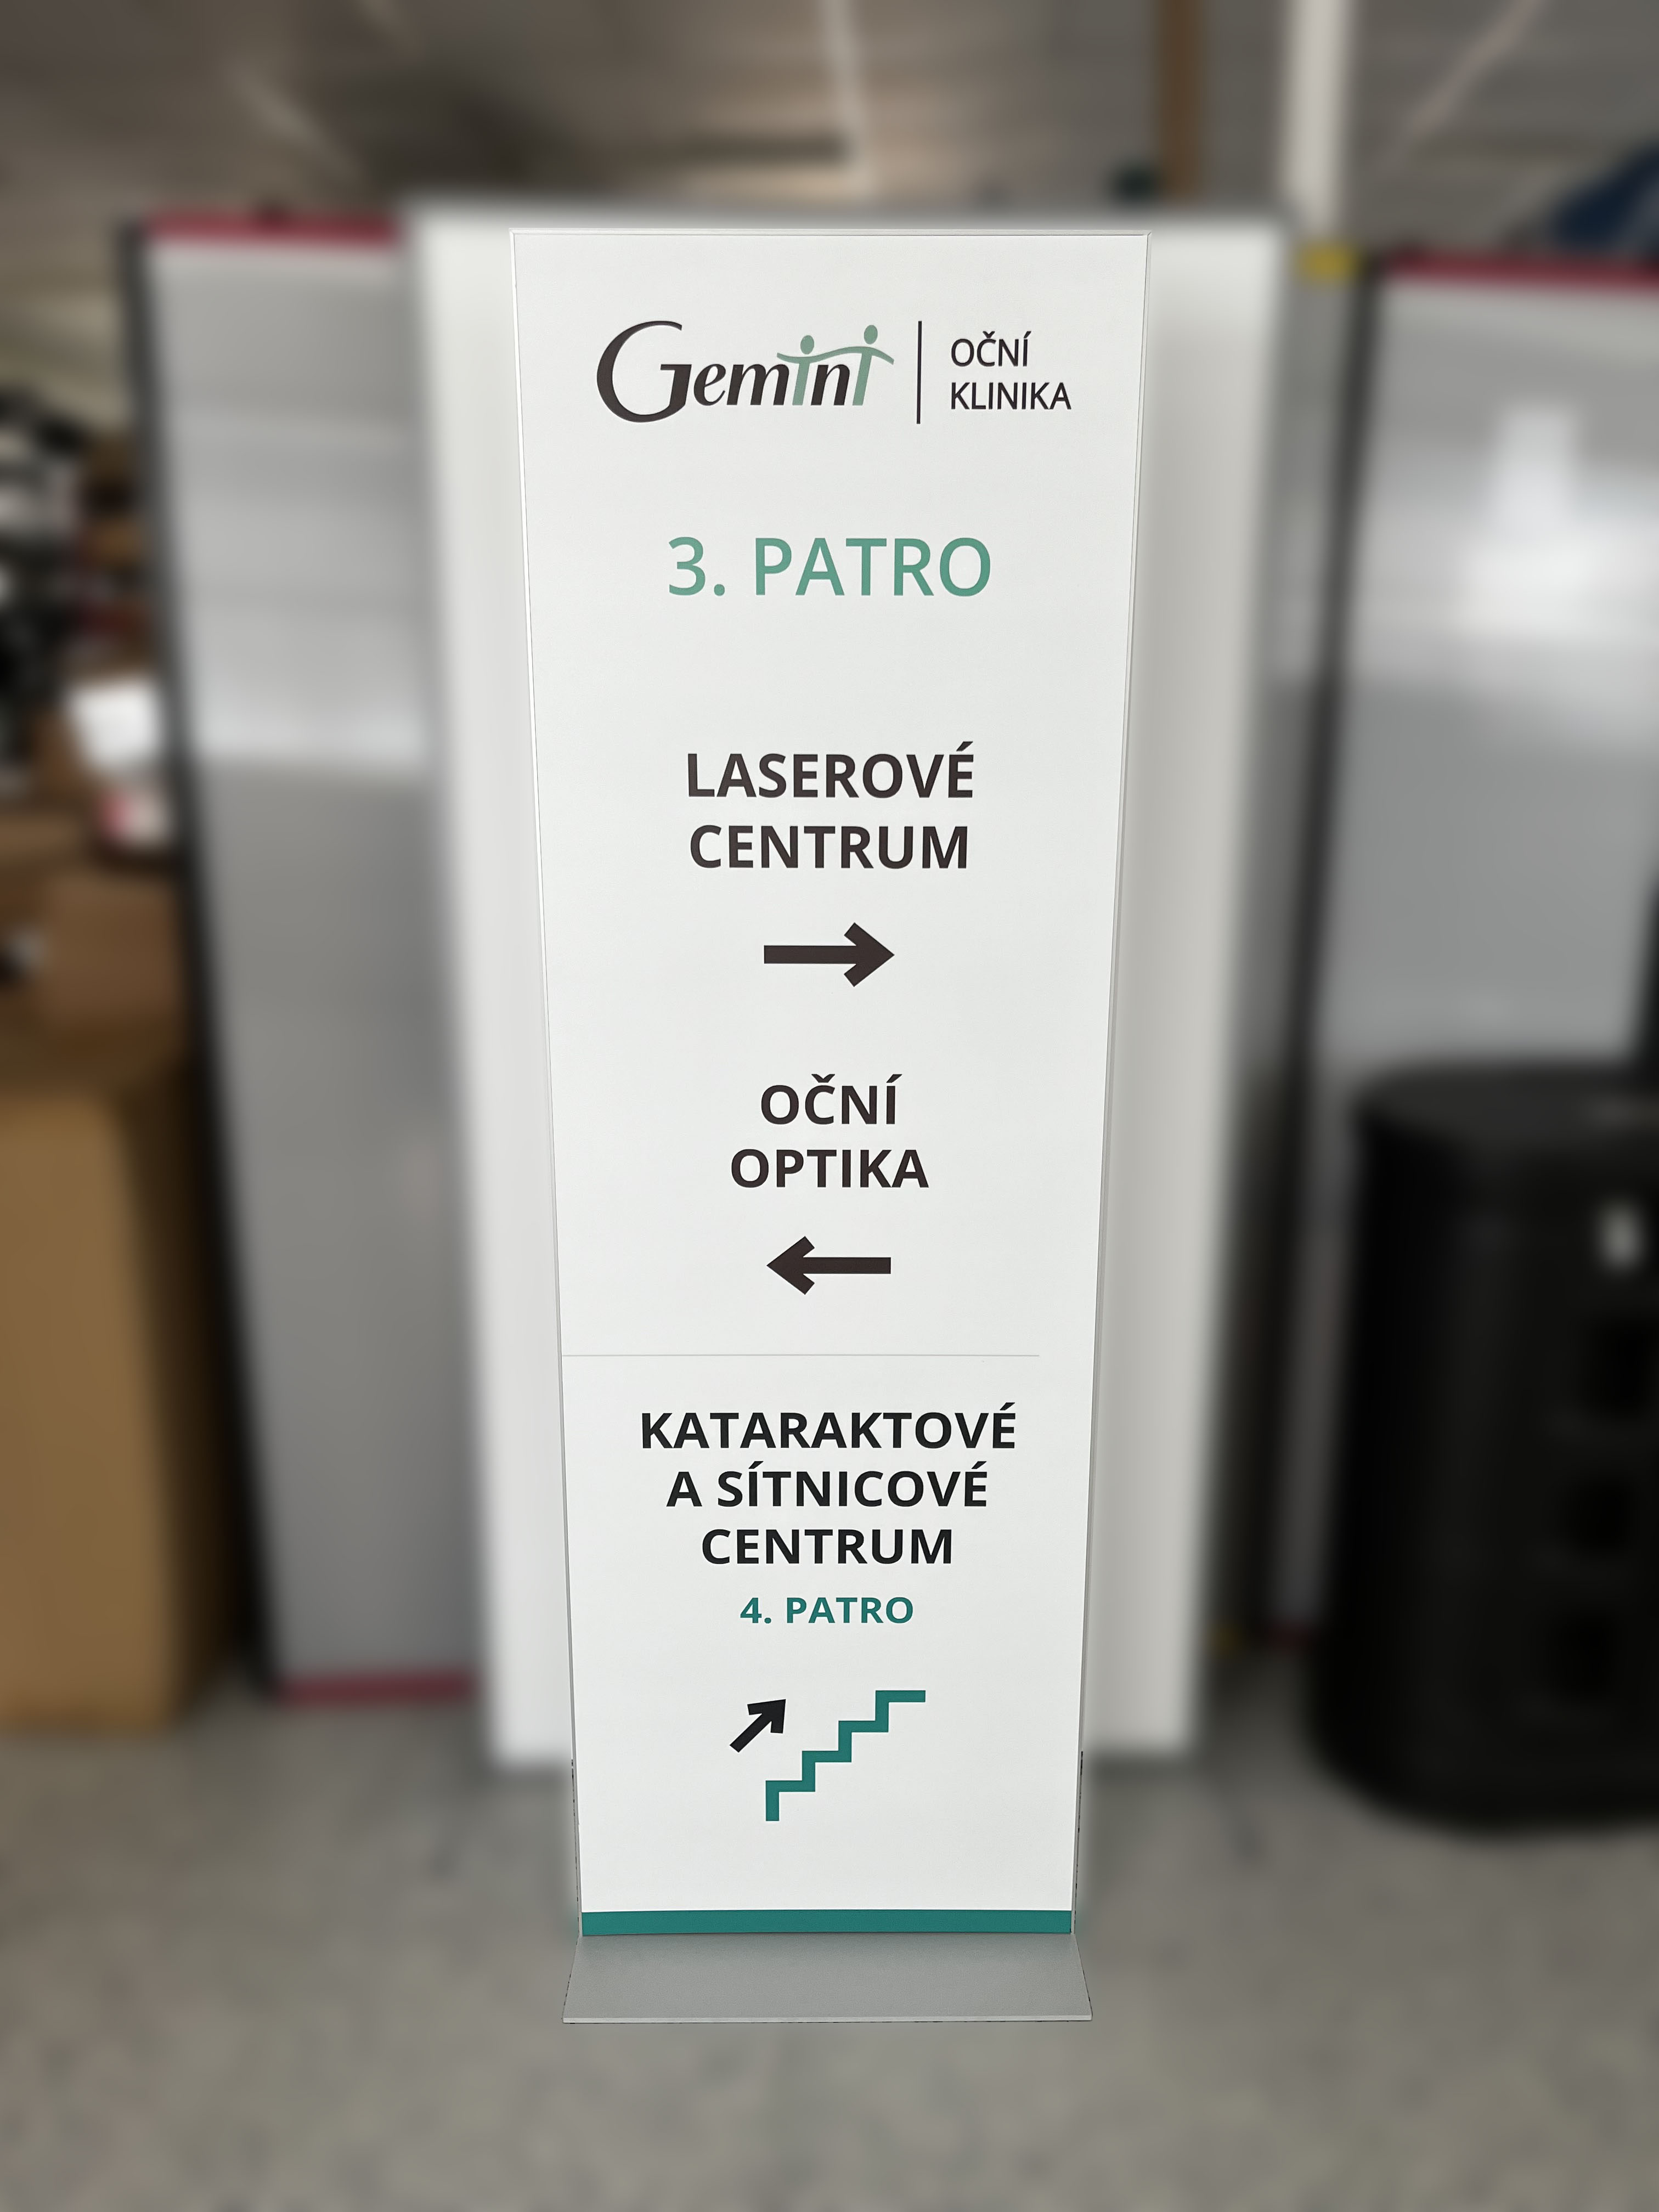 Gemini
OČNÍ
KLINIKA
3. PATRO
LASEROVÉ
CENTRUM
OČNÍ
OPTIKA
KATARAKTOVÉ
A SÍTNICOVÉ
CENTRUM
4. PATRO